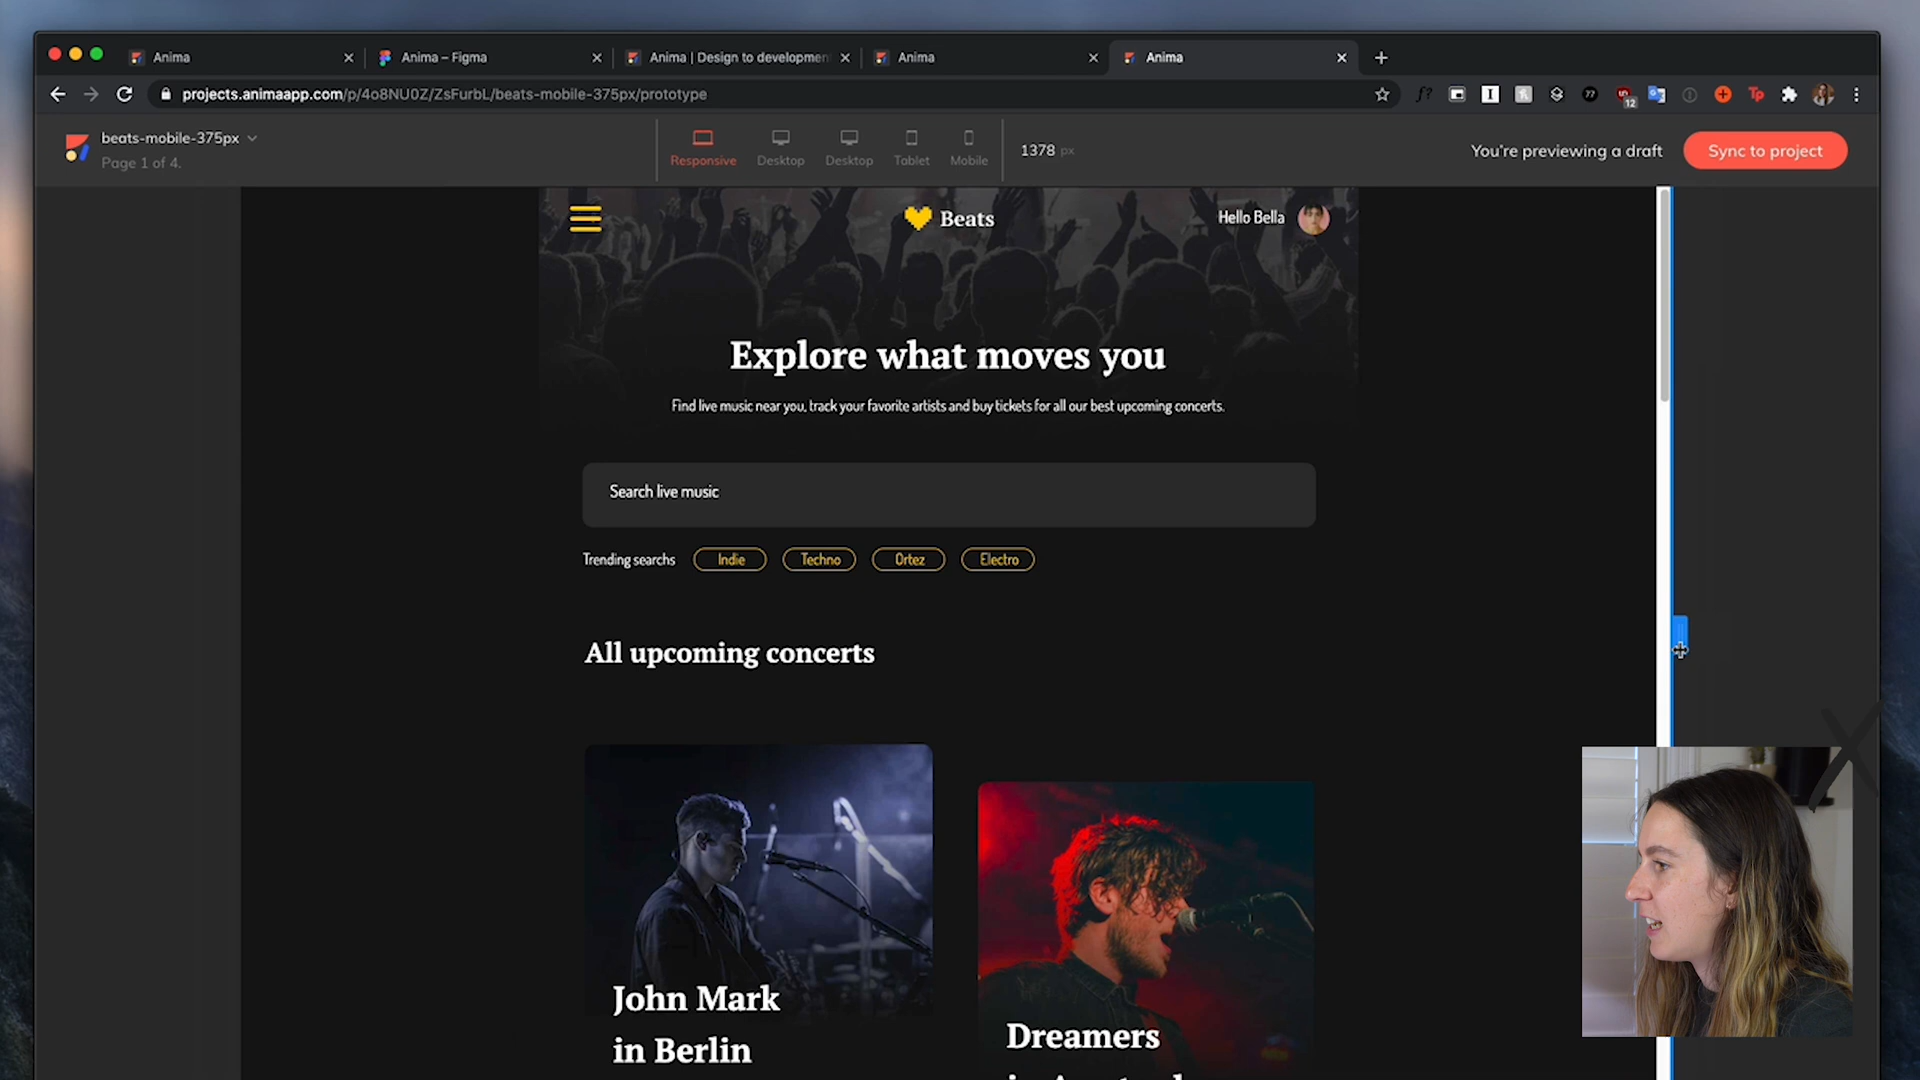 Anima
Anima – Figma
Anima | Design to developmen
Anima
Anima
projects.animaapp.com/p/4o8NU0Z/ZsFurbL/beats-mobile-375px/prototype
12
beats-mobile-375px
Page 1 of 4.
Responsive
Desktop
Desktop
Tablet
Mobile
1378 px
You're previewing a draft
Sync to project
Beats
Hello Bella
Explore what moves you
Find live music near you, track your favorite artists and buy tickets for all our best upcoming concerts.
Search live music
Trending searchs
Indie
Techno
Ortez
Electro
All upcoming concerts
John Mark
in Berlin
Dreamers